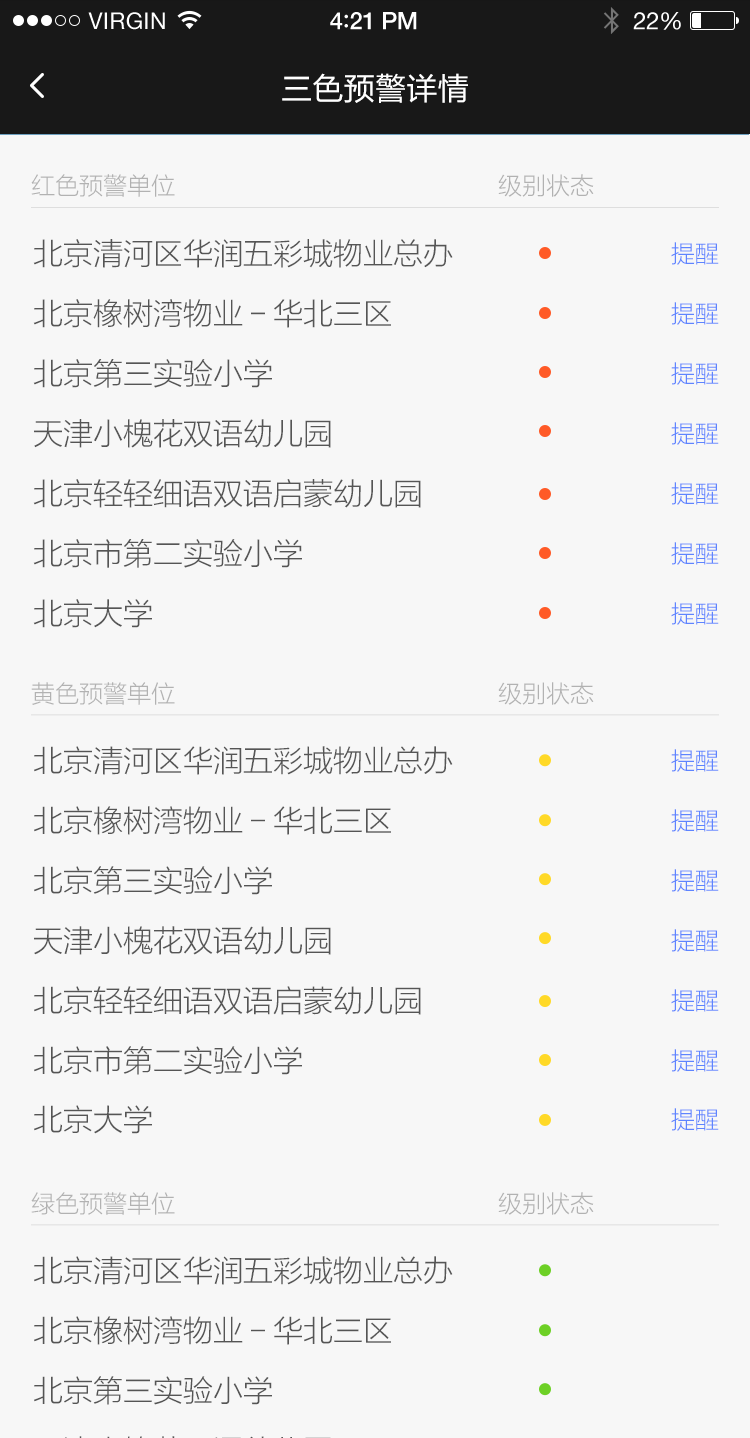 VIRGIN 4:21 PM 22%
三色预警详情
红色预警单位 级别状态
北京清河区华润五彩城物业总办 提醒
北京橡树湾物业－华北三区 提醒
北京第三实验小学 提醒
天津小槐花双语幼儿园 提醒
北京轻轻细语双语启蒙幼儿园 提醒
北京市第二实验小学 提醒
北京大学 提醒
黄色预警单位 级别状态
北京清河区华润五彩城物业总办 提醒
北京橡树湾物业－华北三区 提醒
北京第三实验小学 提醒
天津小槐花双语幼儿园 提醒
北京轻轻细语双语启蒙幼儿园 提醒
北京市第二实验小学 提醒
北京大学 提醒
绿色预警单位 级别状态
北京清河区华润五彩城物业总办
北京橡树湾物业－华北三区
北京第三实验小学